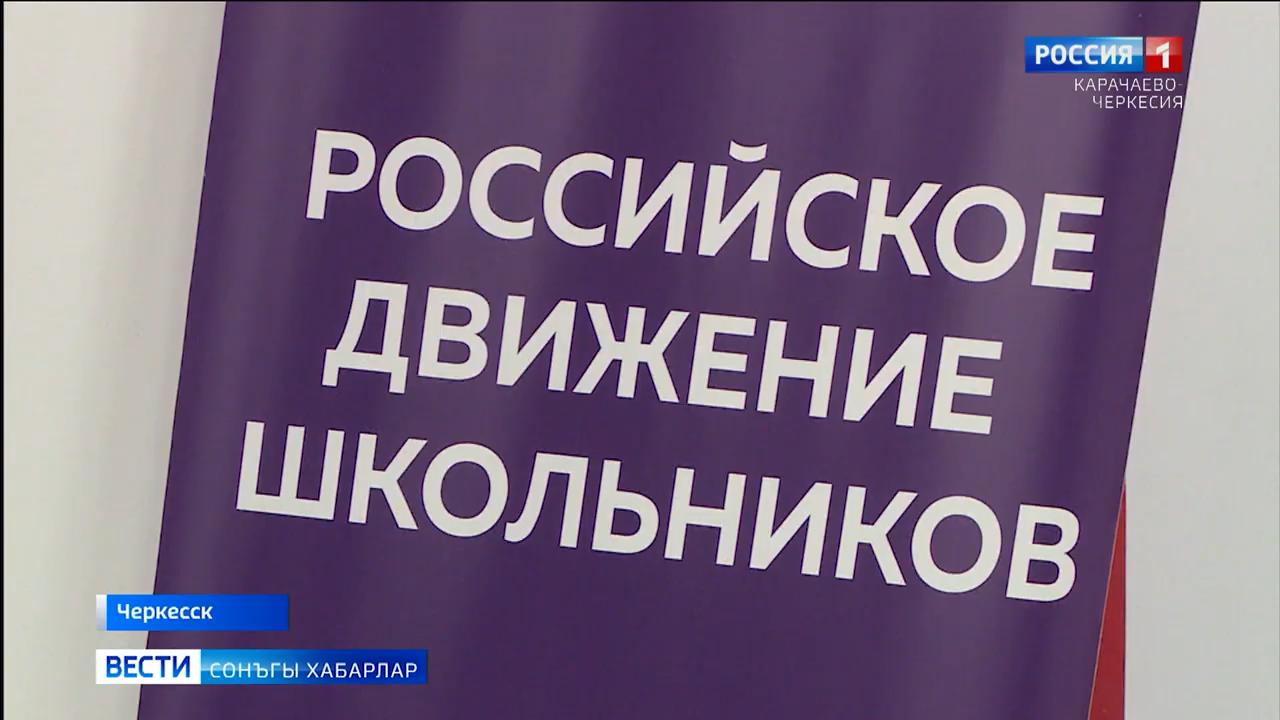 РОССИЯ 1
КАРАЧАЕВО-
ЧЕРКЕСИЯ
РОССИЙСКОЕ
ДВИЖЕНИЕ
ШКОЛЬНИКОВ
Черкесск
ВЕСТИ СОНЪГЫ ХАБАРЛАР